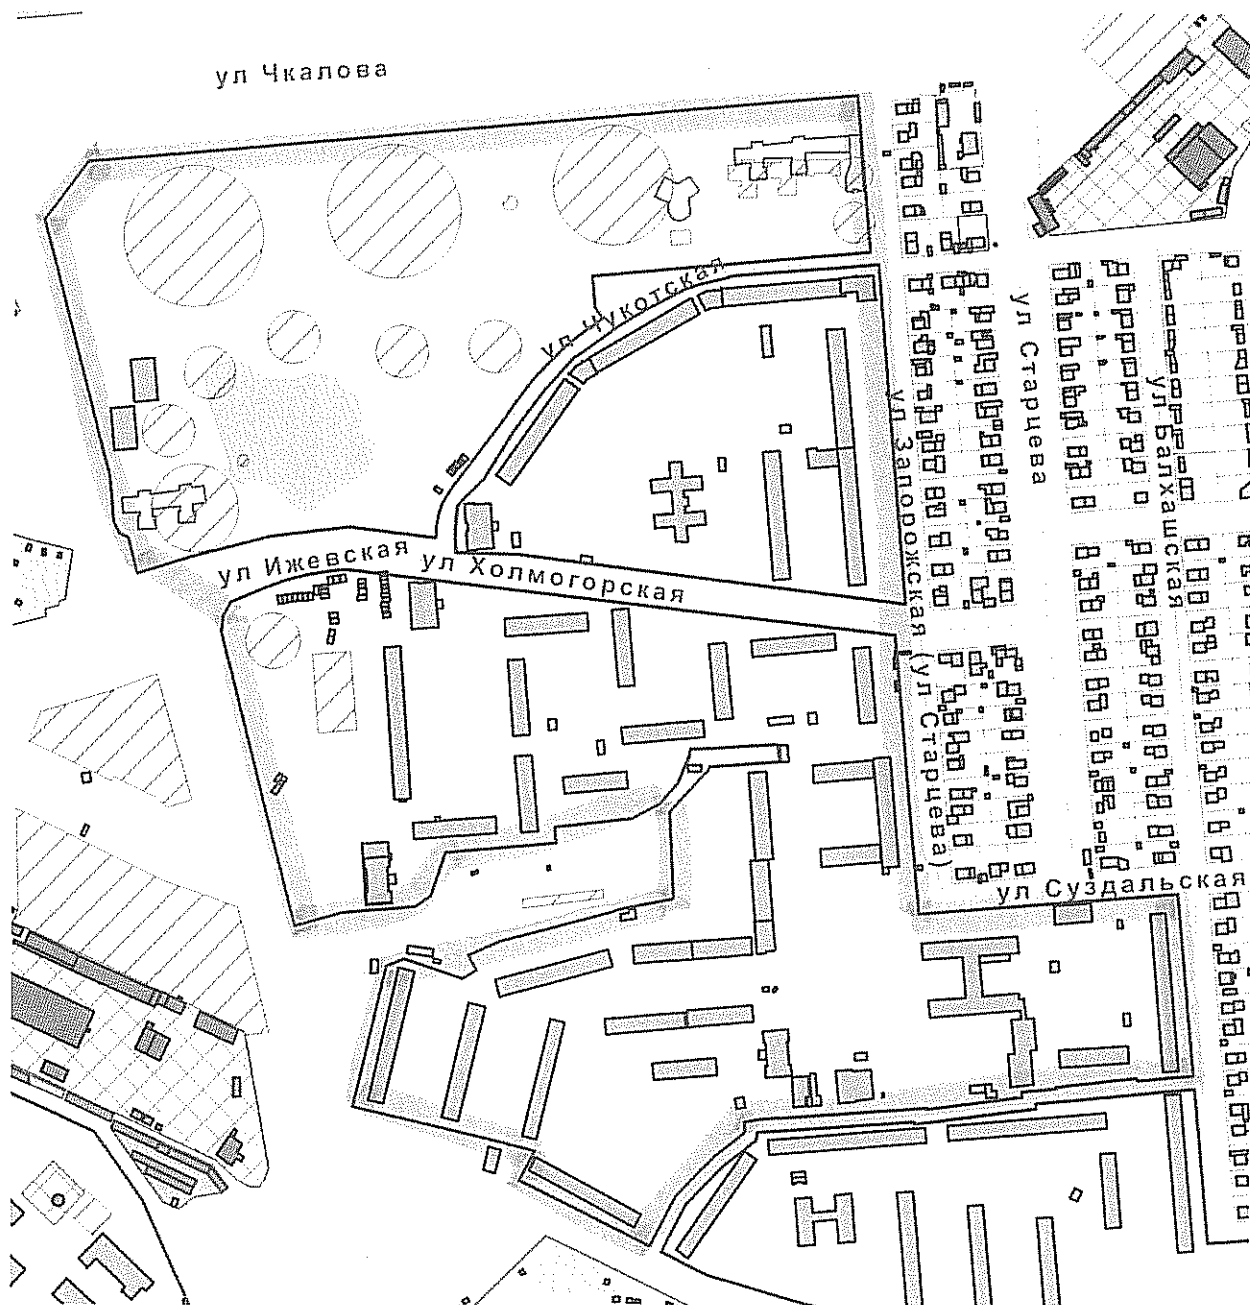 ул Чкалова
ул Чукотская
ул Старцева
ул Балхашская
ул Запорожская (ул Старцева)
ул Ижевская
ул Холмогорская
ул Суздальская